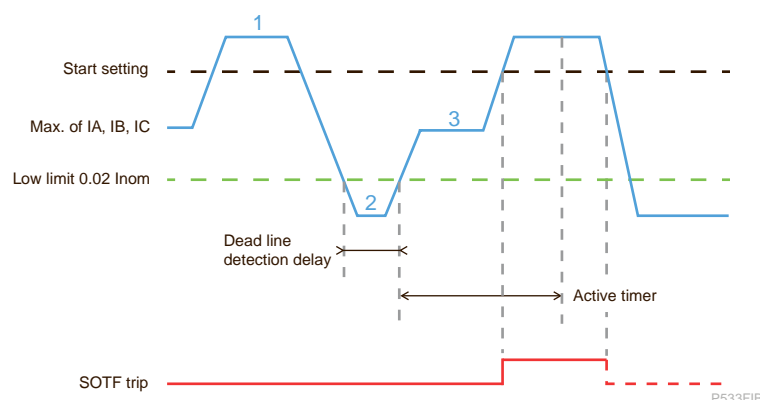 1
Start setting
Max. of IA, IB, IC
3
Low limit 0.02 Inom
2
Dead line
detection delay
Active timer
SOTF trip